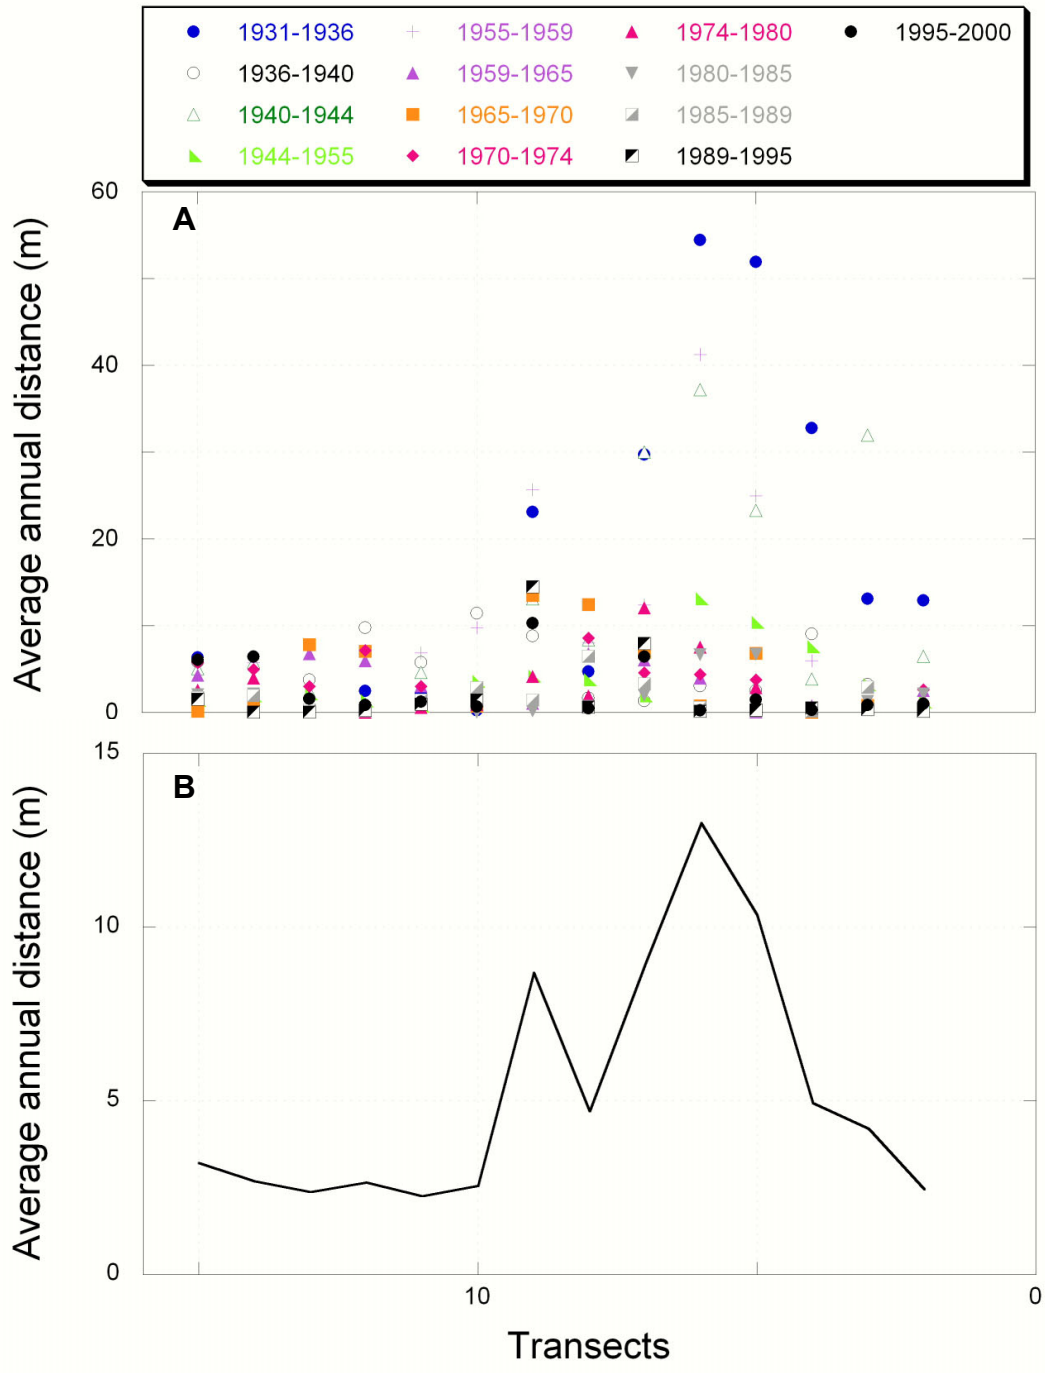 1931-1936 1955-1959 1974-1980 1995-2000
1936-1940 1959-1965 1980-1985
1940-1944 1965-1970 1985-1989
1944-1955 1970-1974 1989-1995
60
A
40
20
0
Average annual distance (m)
15
B
10
5
0
Average annual distance (m)
10 0
Transects